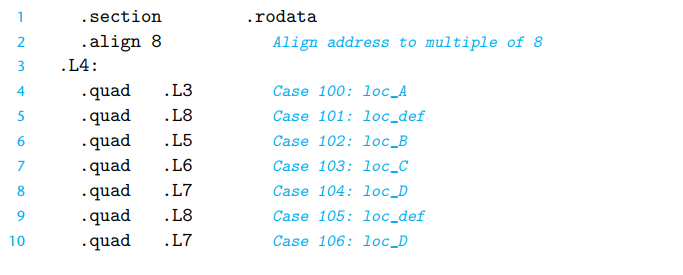 1 .section .rodata
2 .align 8 Align address to multiple of 8
3 .L4:
4 .quad .L3 Case 100: loc_A
5 .quad .L8 Case 101: loc_def
6 .quad .L5 Case 102: loc_B
7 .quad .L6 Case 103: loc_C
8 .quad .L7 Case 104: loc_D
9 .quad .L8 Case 105: loc_def
10 .quad .L7 Case 106: loc_D